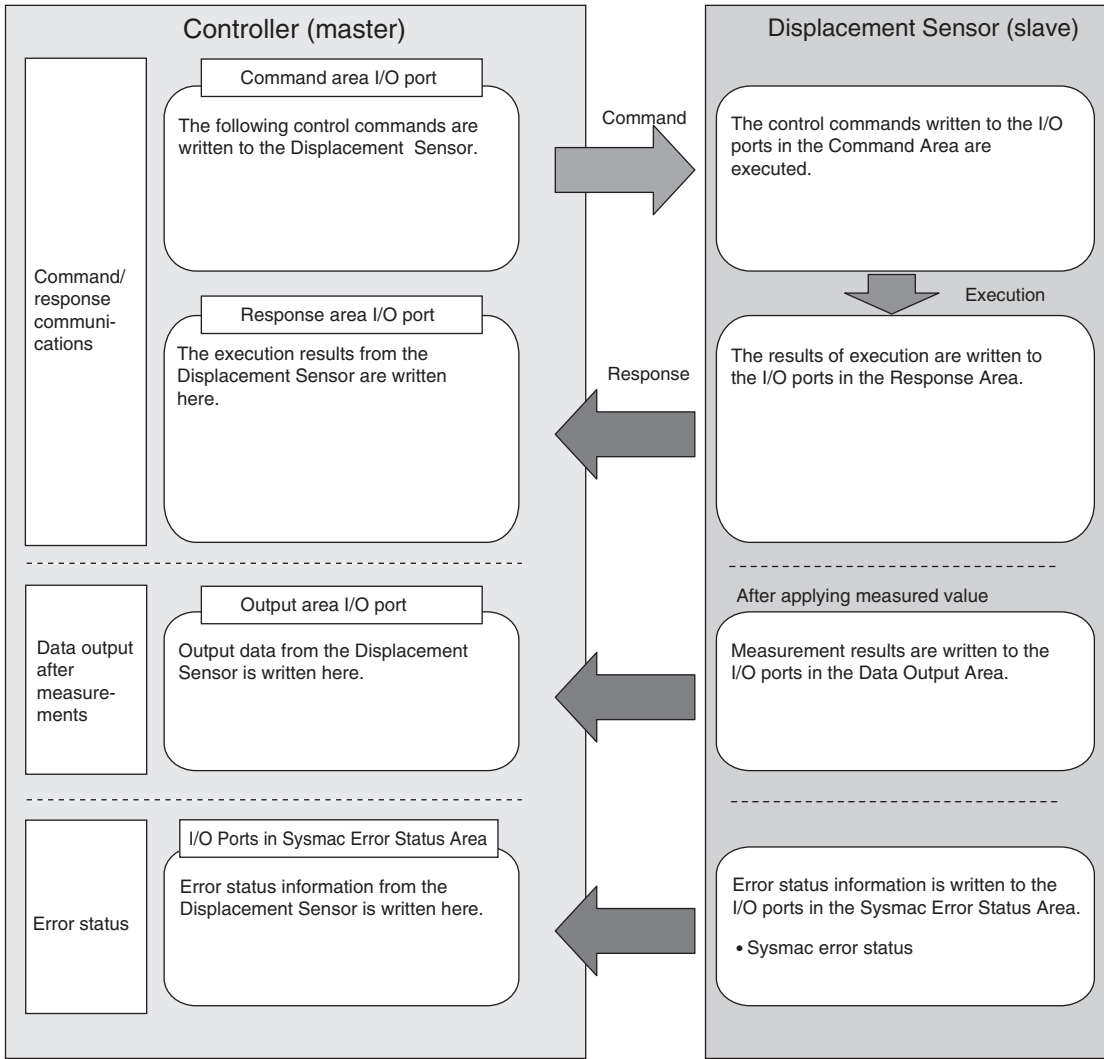 Controller (master)
Command/
response
communi-
cations
Command area I/O port
The following control commands are
written to the Displacement Sensor.
Response area I/O port
The execution results from the
Displacement Sensor are written
here.
Command
Response
Displacement Sensor (slave)
The control commands written to the I/O
ports in the Command Area are
executed.
Execution
The results of execution are written to
the I/O ports in the Response Area.
Data output
after
measure-
ments
Output area I/O port
Output data from the Displacement
Sensor is written here.
After applying measured value
Measurement results are written to the
I/O ports in the Data Output Area.
Error status
I/O Ports in Sysmac Error Status Area
Error status information from the
Displacement Sensor is written here.
Error status information is written to the
I/O ports in the Sysmac Error Status Area.
• Sysmac error status